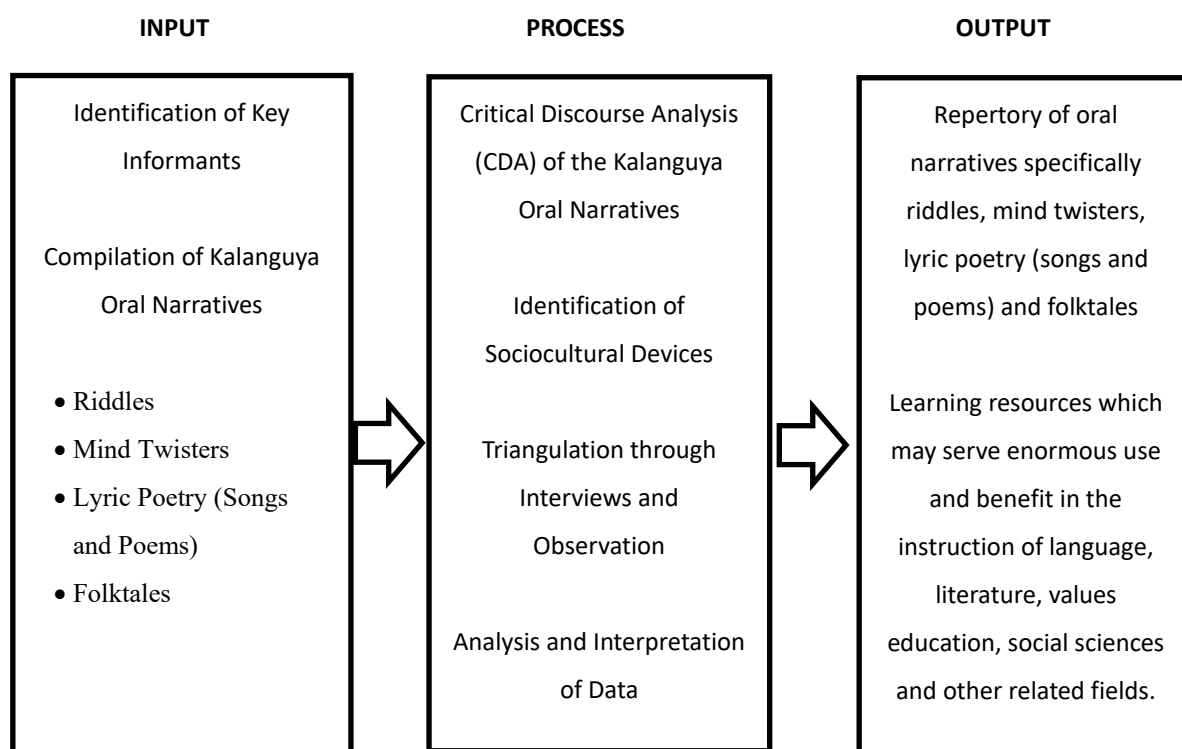 INPUT
Identification of Key
Informants
Compilation of Kalanguya
Oral Narratives
• Riddles
• Mind Twisters
• Lyric Poetry (Songs
and Poems)
• Folktales
PROCESS
Critical Discourse Analysis
(CDA) of the Kalanguya
Oral Narratives
Identification of
Sociocultural Devices
Triangulation through
Interviews and
Observation
Analysis and Interpretation
of Data
OUTPUT
Repertory of oral
narratives specifically
riddles, mind twisters,
lyric poetry (songs and
poems) and folktales
Learning resources which
may serve enormous use
and benefit in the
instruction of language,
literature, values
education, social sciences
and other related fields.